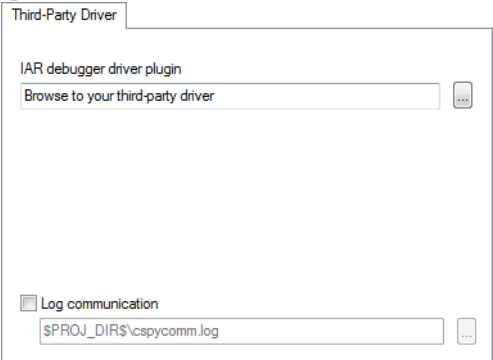 Third-Party Driver
IAR debugger driver plugin
Browse to your third-party driver
...
Log communication
$PROJ_DIR$\cspycomm.log
...